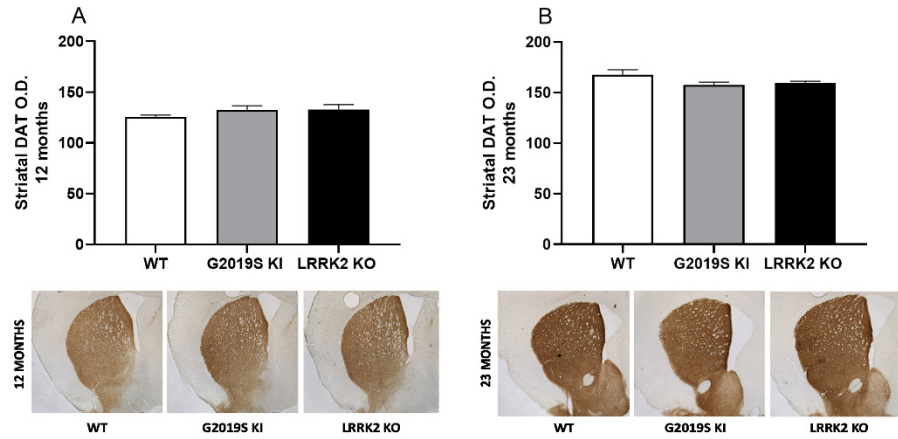 A
Striatal DAT O.D.
12 months
200
150
100
50
0
WT
G2019S KI
LRRK2 KO
12 MONTHS
WT
G2019S KI
LRRK2 KO
B
Striatal DAT O.D.
23 months
200
150
100
50
0
WT
G2019S KI
LRRK2 KO
23 MONTHS
WT
G2019S KI
LRRK2 KO